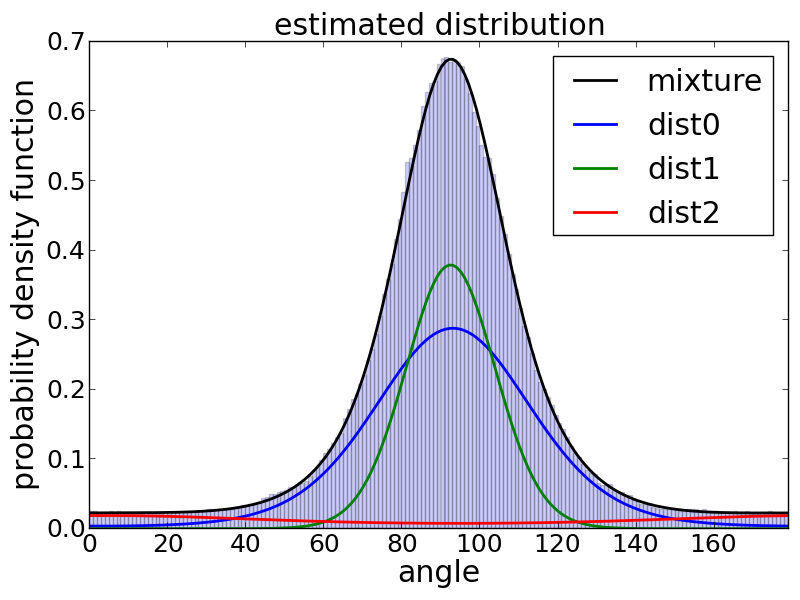 estimated distribution
probability density function
0.7
0.6
0.5
0.4
0.3
0.2
0.1
0.0
mixture
dist0
dist1
dist2
0 20 40 60 80 100 120 140 160
angle